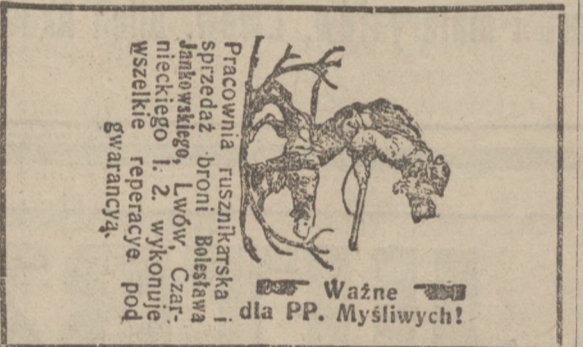 Ważne
dla PP. Myśliwych!
Pracownia rusznikarska i
sprzedaż broni Bolesława
Jankowskiego, Lwów, Czar-
nieckiego l. 2. wykonuje
wszelkie reperacye pod
gwarancyą.